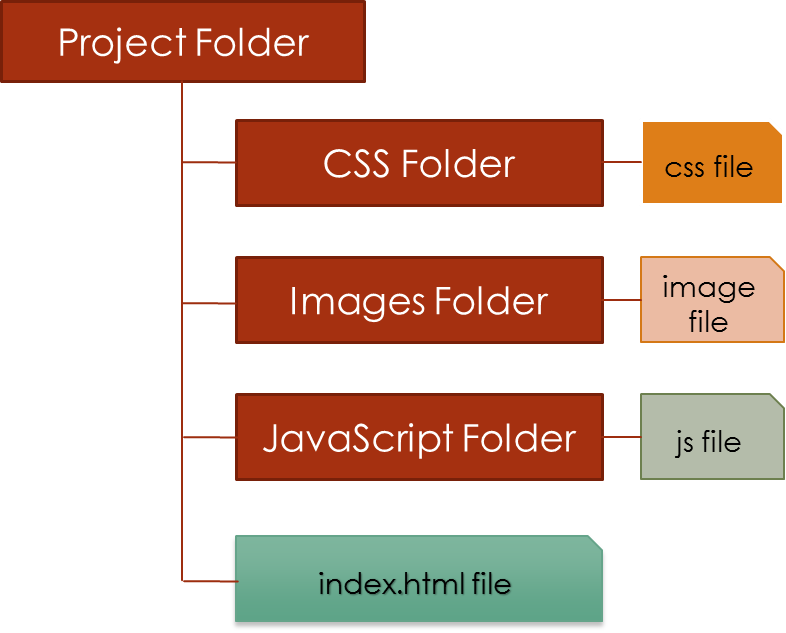 Project Folder
CSS Folder
css file
Images Folder
image
file
JavaScript Folder
js file
index.html file